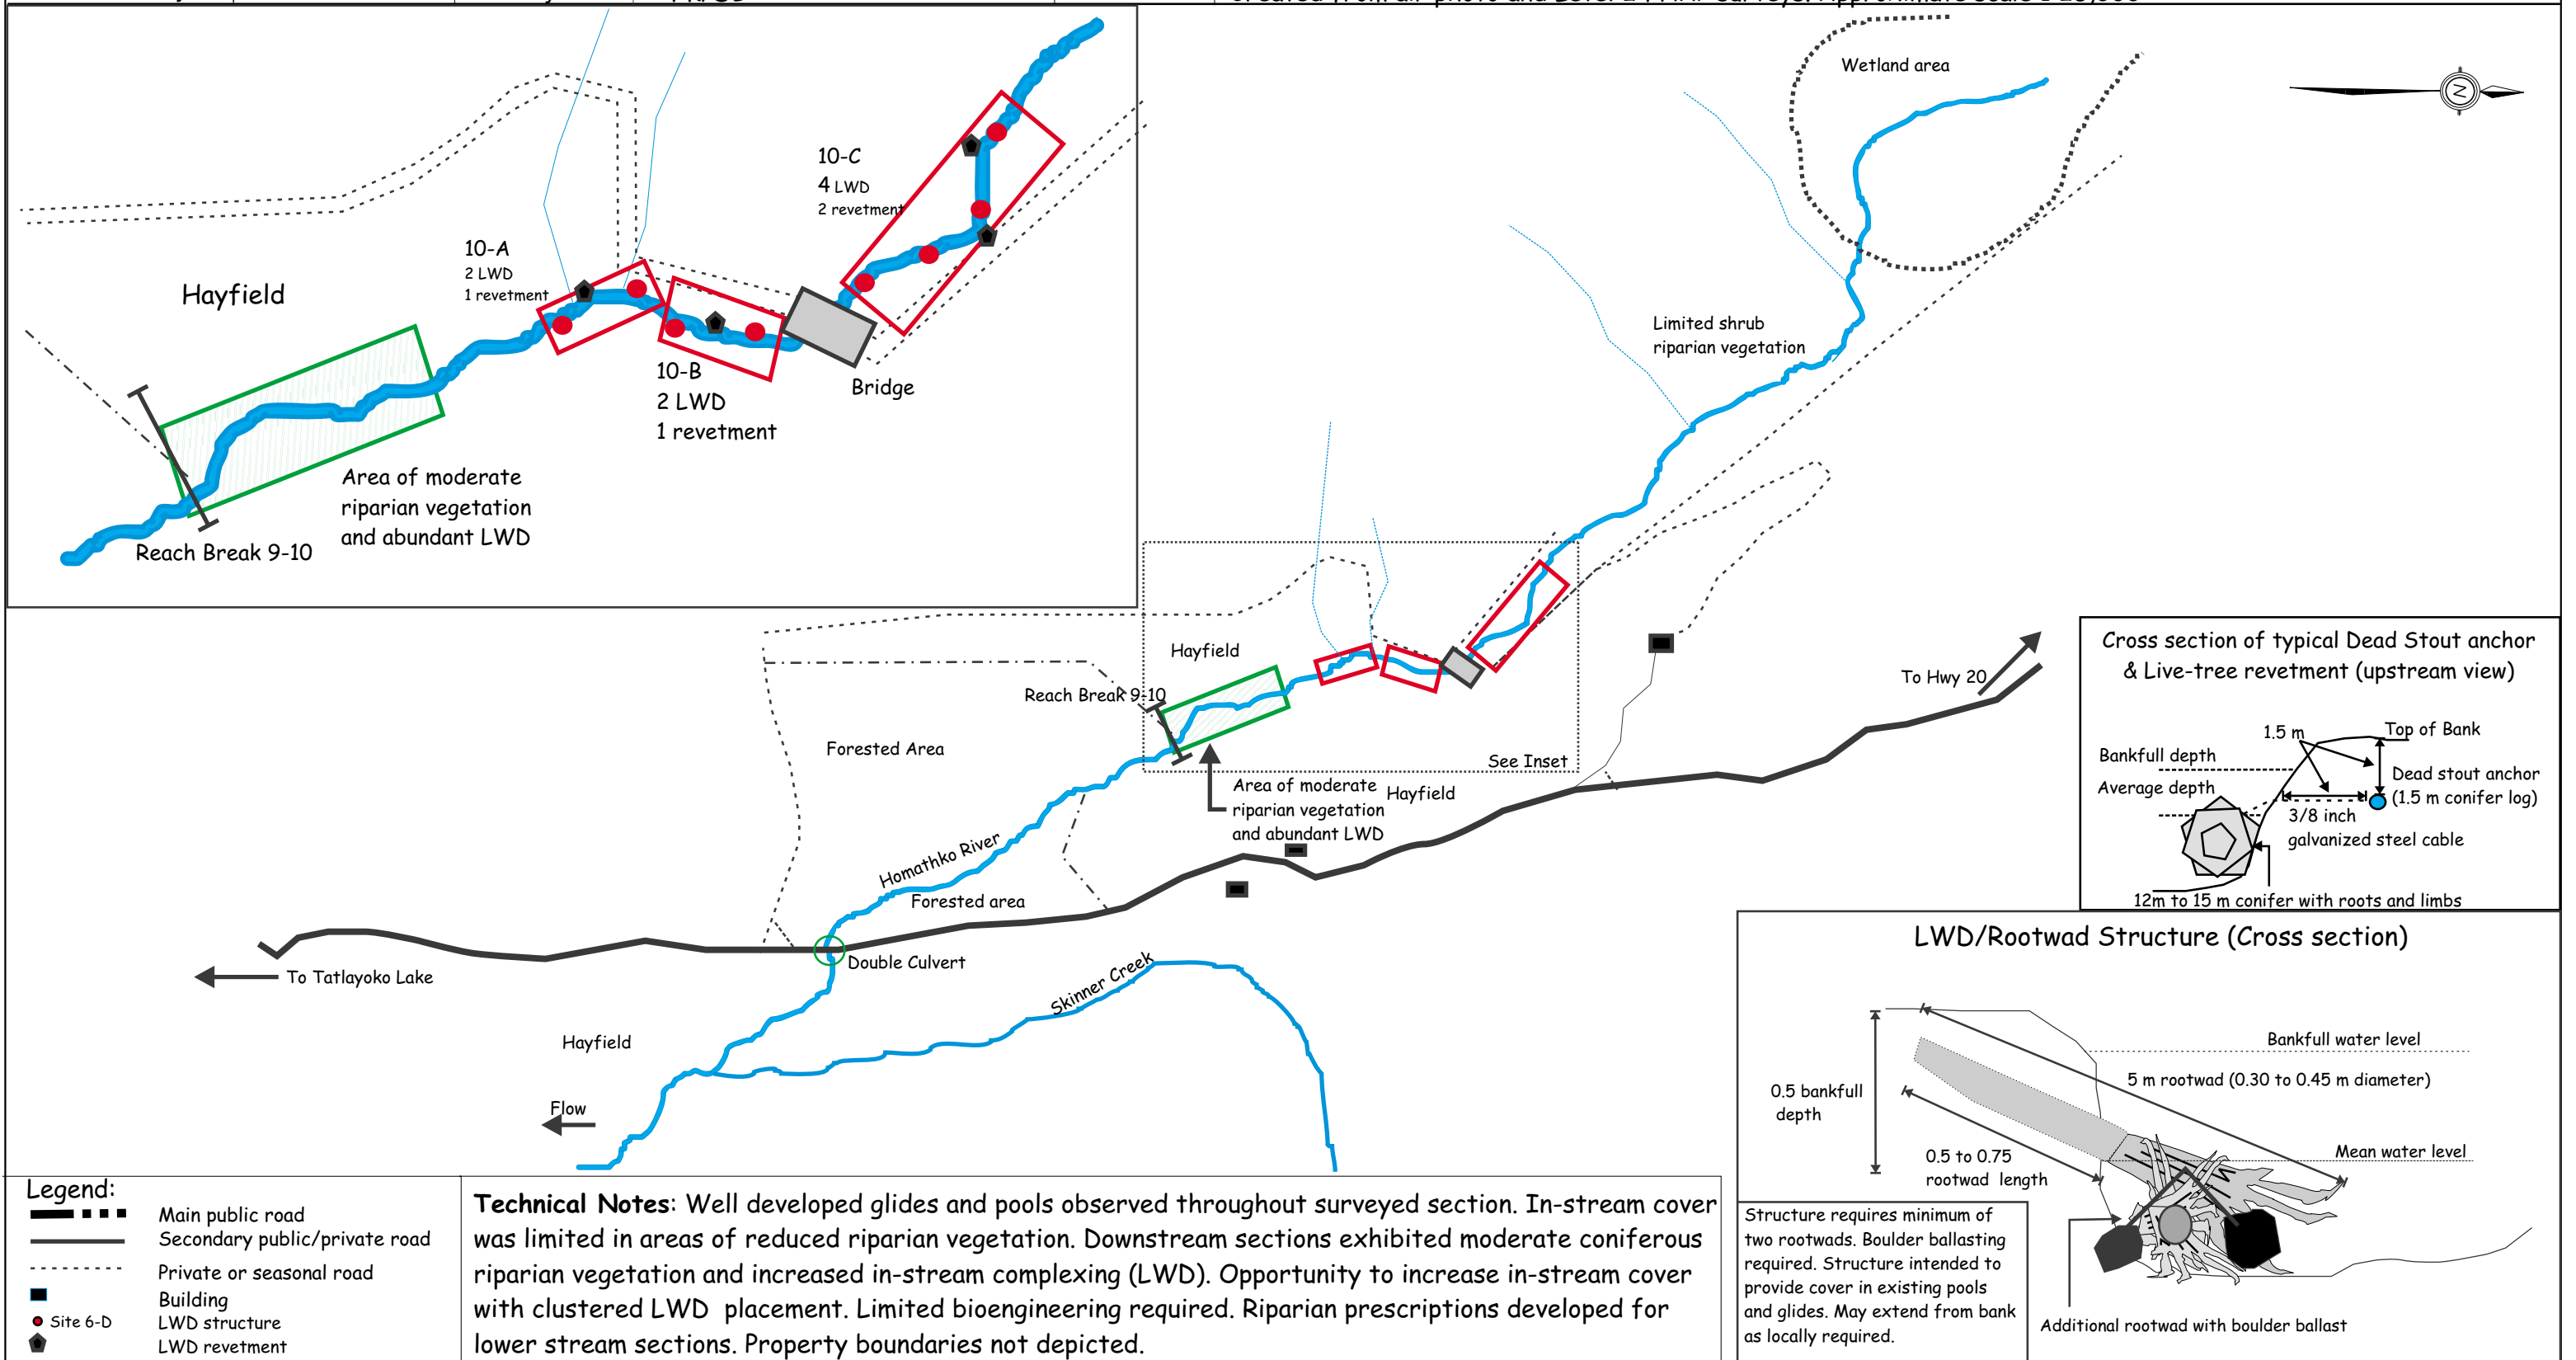 10-C
4 LWD
2 revetment
10-A
2 LWD
1 revetment
Hayfield
10-B
2 LWD
1 revetment
Bridge
Area of moderate
riparian vegetation
and abundant LWD
Reach Break 9-10
Wetland area
N
Limited shrub
riparian vegetation
Hayfield
Reach Break 9-10
Forested Area
See Inset
Area of moderate
riparian vegetation
and abundant LWD
Hayfield
To Hwy 20
Homathko River
Forested area
Double Culvert
To Tatlayoko Lake
Skinner Creek
Hayfield
Flow
Cross section of typical Dead Stout anchor
& Live-tree revetment (upstream view)
1.5 m
Top of Bank
Bankfull depth
Average depth
Dead stout anchor
(1.5 m conifer log)
3/8 inch
galvanized steel cable
12m to 15 m conifer with roots and limbs
LWD/Rootwad Structure (Cross section)
Bankfull water level
5 m rootwad (0.30 to 0.45 m diameter)
0.5 bankfull
depth
Mean water level
0.5 to 0.75
rootwad length
Structure requires minimum of
two rootwads. Boulder ballasting
required. Structure intended to
provide cover in existing pools
and glides. May extend from bank
as locally required.
Additional rootwad with boulder ballast
Legend:
Main public road
Secondary public/private road
Private or seasonal road
Building
Site 6-D LWD structure
LWD revetment
Technical Notes: Well developed glides and pools observed throughout surveyed section. In-stream cover
was limited in areas of reduced riparian vegetation. Downstream sections exhibited moderate coniferous
riparian vegetation and increased in-stream complexing (LWD). Opportunity to increase in-stream cover
with clustered LWD placement. Limited bioengineering required. Riparian prescriptions developed for
lower stream sections. Property boundaries not depicted.